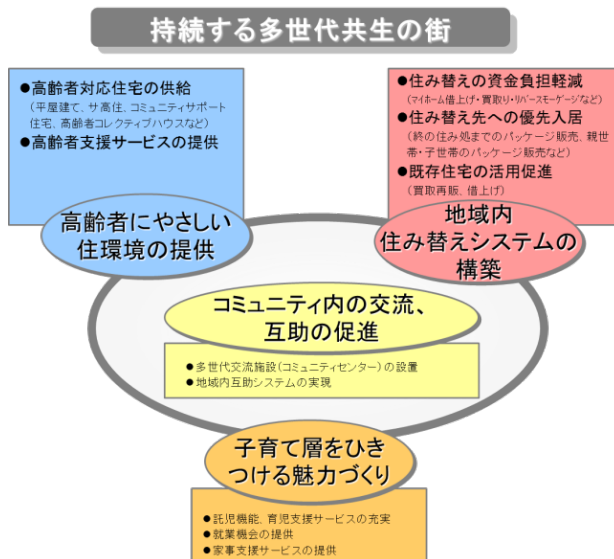 持続する多世代共生の街
●高齢者対応住宅の供給
(平屋建て、サ高住、コミュニティサポート
住宅、高齢者コレクティブハウスなど)
●高齢者支援サービスの提供
高齢者にやさしい
住環境の提供
●住み替えの資金負担軽減
(マイホーム借上げ・買取り・リバースモーゲージなど)
●住み替え先への優先入居
(終の住み処までのパッケージ販売、親世
帯・子世帯のパッケージ販売など)
●既存住宅の活用促進
(買取再販、借上げ)
地域内
住み替えシステムの
構築
コミュニティ内の交流、
互助の促進
●多世代交流施設(コミュニティセンター)の設置
●地域内互助システムの実現
子育て層をひき
つける魅力づくり
●託児機能、育児支援サービスの充実
●就業機会の提供
●家事支援サービスの提供